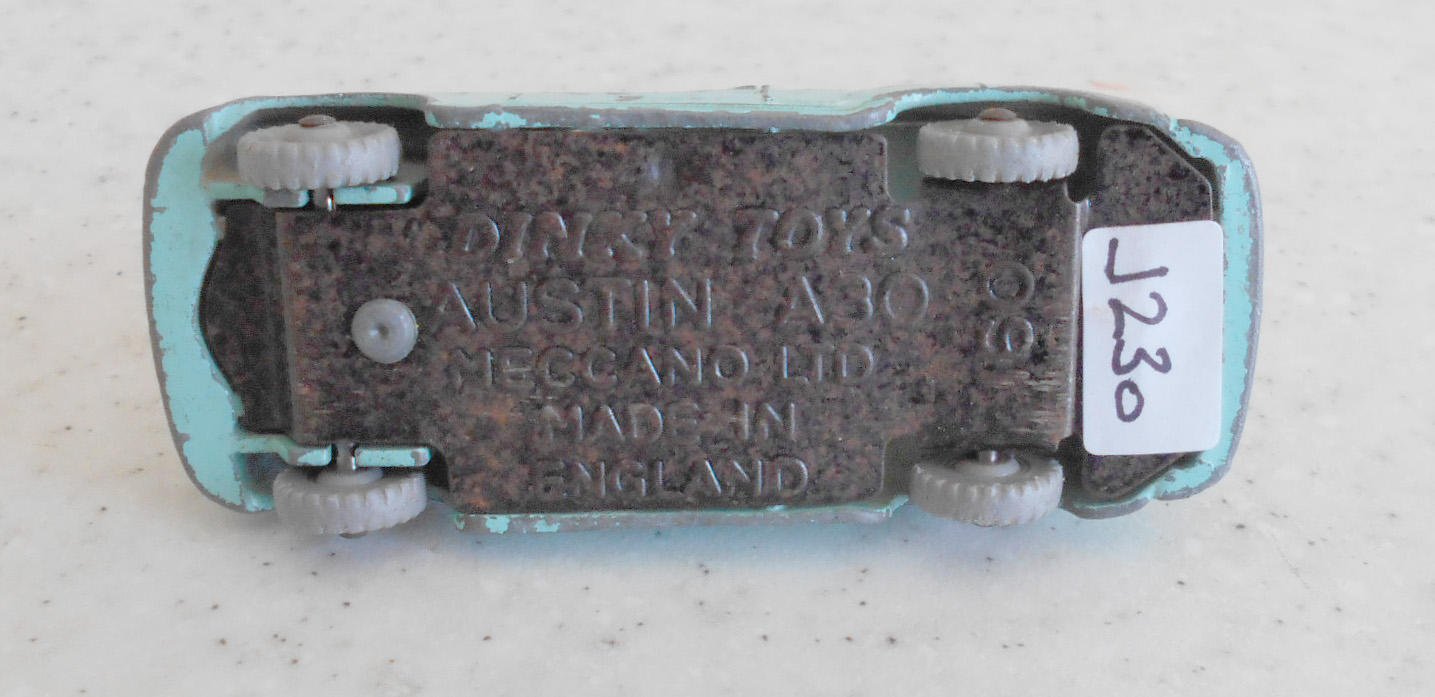 DINKY TOYS
AUSTIN A30
MECCANO LTD
MADE IN
ENGLAND
160
J230